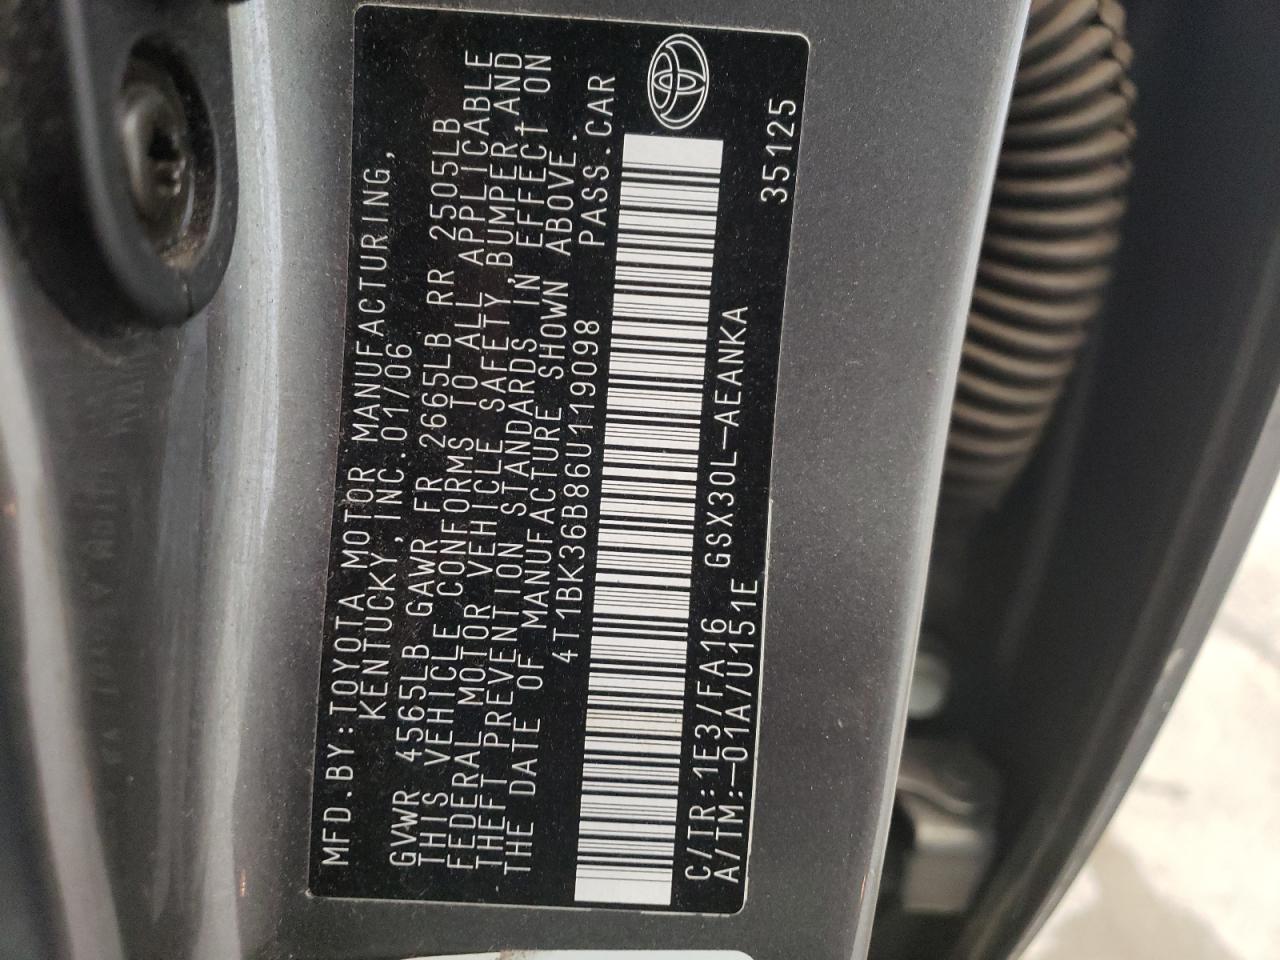 MFD.BY:TOYOTA MOTOR MANUFACTURING,
KENTUCKY,INC.01/06
GVWR 4565LB GAWR FR 2665LB RR 2505LB
THIS VEHICLE CONFORMS TO ALL APPLICABLE
FEDERAL MOTOR VEHICLE SAFETY,BUMPER,AND
THEFT PREVENTION STANDARDS IN EFFECT ON
THE DATE OF MANUFACTURE SHOWN ABOVE.
4T1BK36B86U119098 PASS.CAR
C/TR:1E3/FA16 GSX30L-AEANKA
A/TM:-01A/U151E
35125